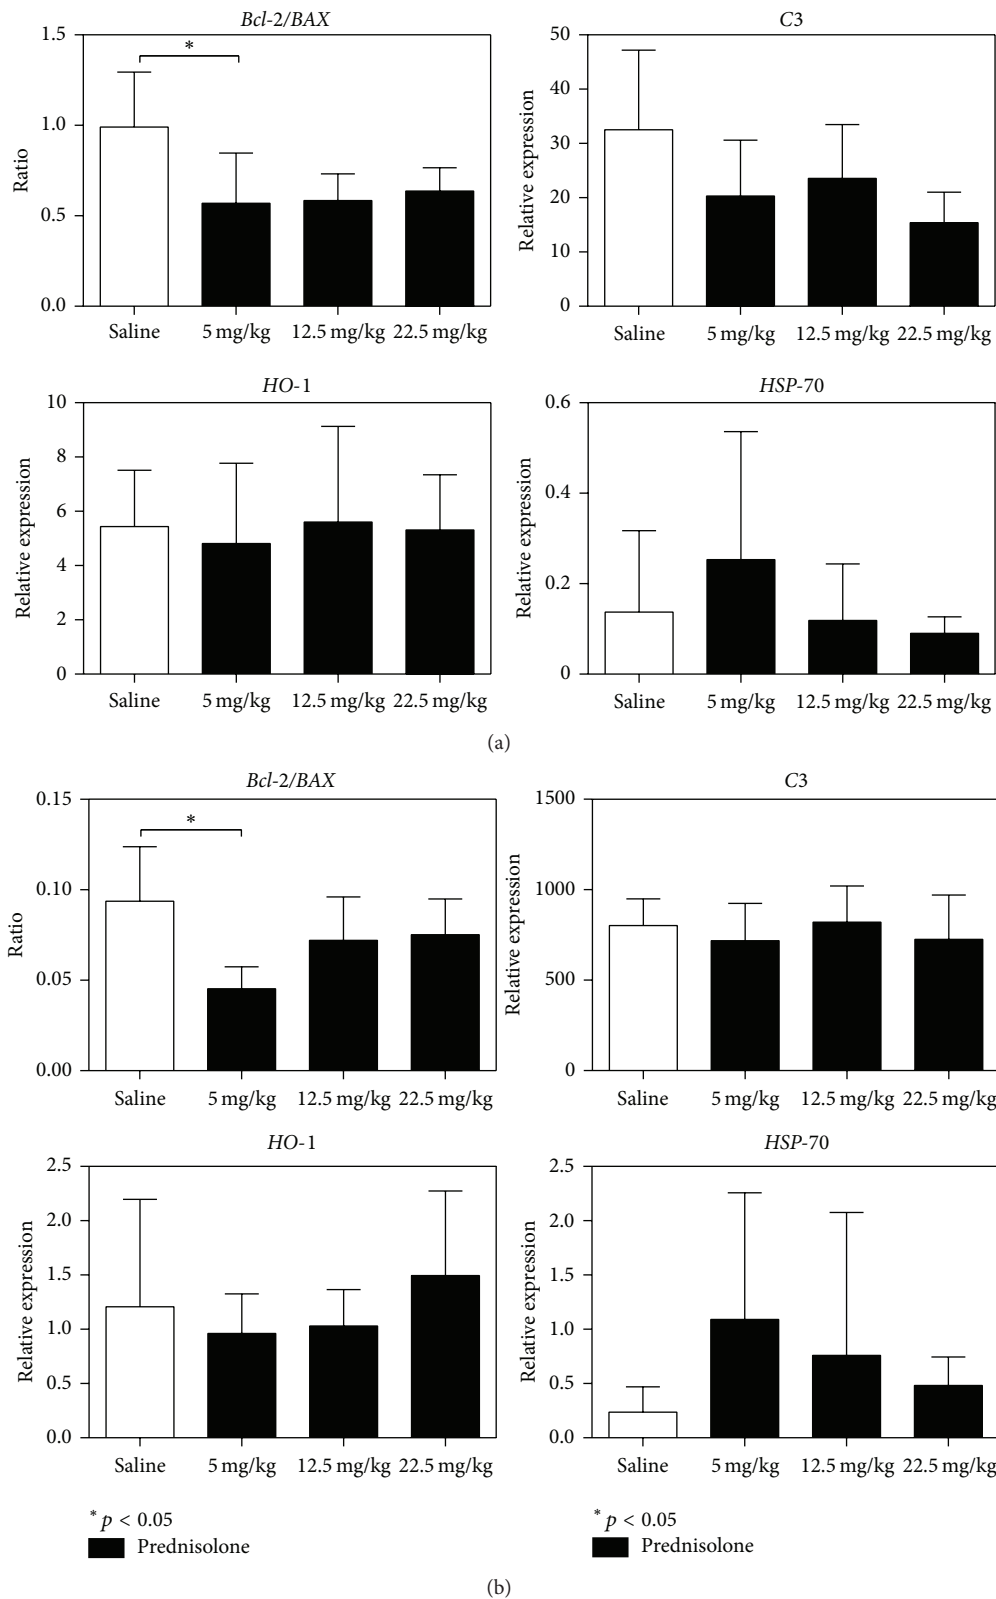 Bcl-2/BAX
*
Ratio
1.5
1.0
0.5
0.0
Saline 5 mg/kg 12.5 mg/kg 22.5 mg/kg
C3
Relative expression
50
40
30
20
10
0
Saline 5 mg/kg 12.5 mg/kg 22.5 mg/kg
HO-1
Relative expression
10
8
6
4
2
0
Saline 5 mg/kg 12.5 mg/kg 22.5 mg/kg
HSP-70
Relative expression
0.6
0.4
0.2
0
Saline 5 mg/kg 12.5 mg/kg 22.5 mg/kg
(a)
Bcl-2/BAX
*
Ratio
0.15
0.10
0.05
0.00
Saline 5 mg/kg 12.5 mg/kg 22.5 mg/kg
C3
Relative expression
1500
1000
500
0
Saline 5 mg/kg 12.5 mg/kg 22.5 mg/kg
HO-1
Relative expression
2.5
2.0
1.5
1.0
0.5
0.0
Saline 5 mg/kg 12.5 mg/kg 22.5 mg/kg
* p < 0.05
Prednisolone
HSP-70
Relative expression
2.5
2.0
1.5
1.0
0.5
0.0
Saline 5 mg/kg 12.5 mg/kg 22.5 mg/kg
* p < 0.05
Prednisolone
(b)